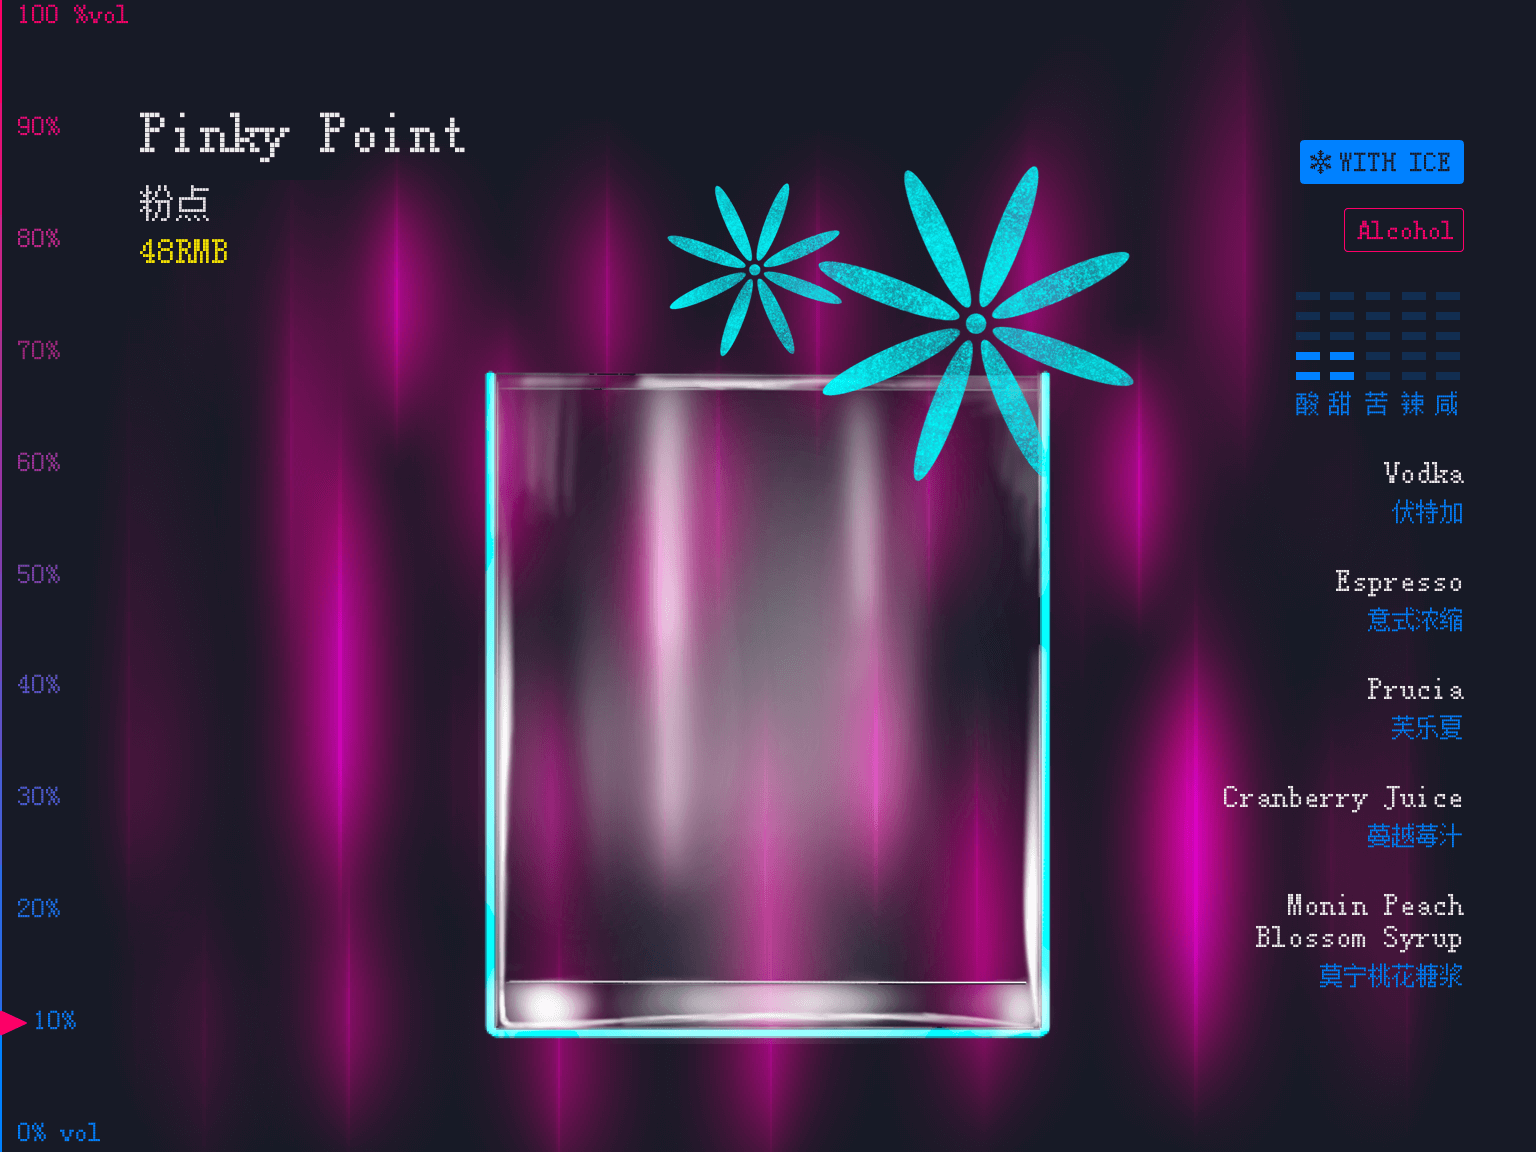 100 %vol
90%
80%
70%
60%
50%
40%
30%
20%
10%
0% vol
Pinky Point
粉点
48RMB
WITH ICE
Alcohol
酸 甜 苦 辣 咸
Vodka
伏特加
Espresso
意式浓缩
Prucia
芙乐夏
Cranberry Juice
蔓越莓汁
Monin Peach
Blossom Syrup
莫宁桃花糖浆